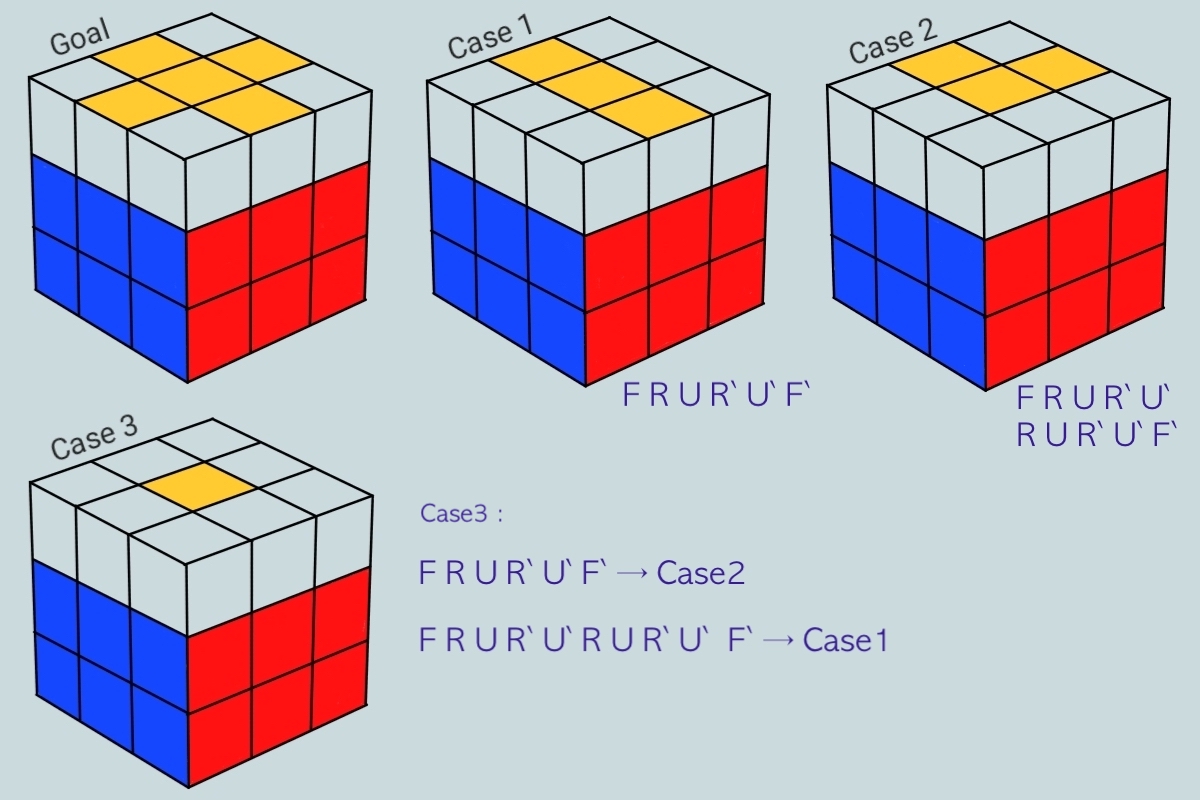 Goal
Case 1
Case 2
F R U R` U` F`
F R U R` U`
R U R` U` F`
Case 3
Case3 :
F R U R` U` F` → Case2
F R U R` U` R U R` U` F` → Case1